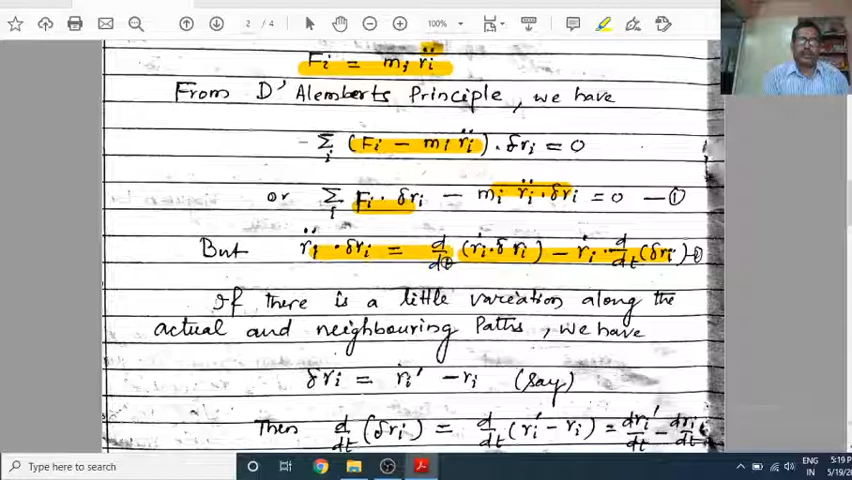 2 / 4
100%
Fi = mi r̈i
From D' Alemberts Principle, we have
Σi (Fi − mi r̈i) . δri = 0
or Σi Fi . δri − mi r̈i . δri = 0 — ①
But r̈i . δri = d/dt (ṙi . δri) − ṙi . d/dt (δri) —②
If there is a little variation along the
actual and neighbouring Paths, we have
δri = ri' − ri (say)
Then d/dt (δri) = d/dt (ri' − ri) = dri'/dt − dri/dt
Type here to search
ENG
IN
5:19 P
5/19/2